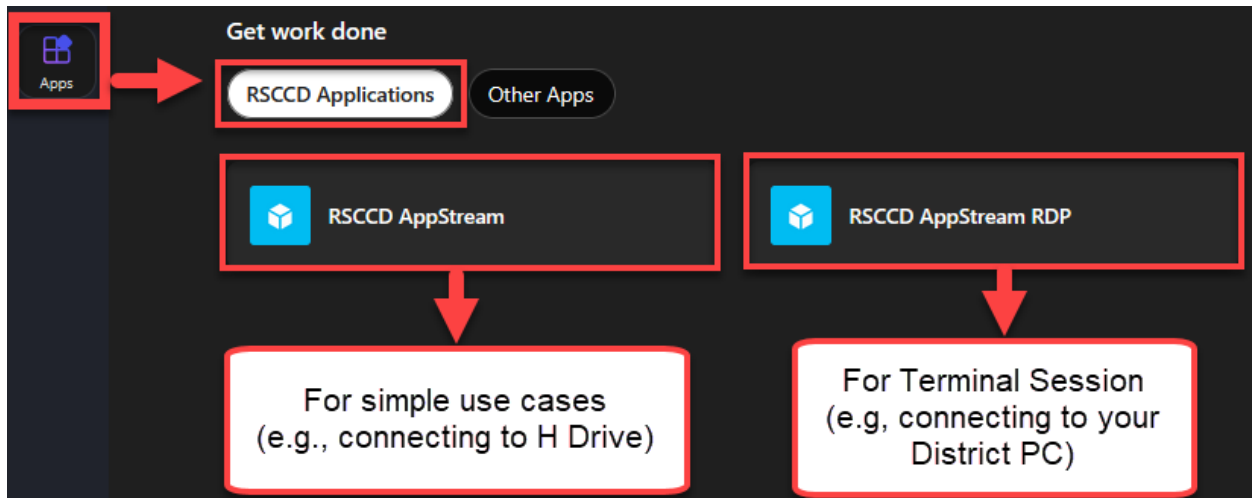 Get work done
Apps
RSCCD Applications
Other Apps
RSCCD AppStream
RSCCD AppStream RDP
For simple use cases
(e.g., connecting to H Drive)
For Terminal Session
(e.g, connecting to your
District PC)